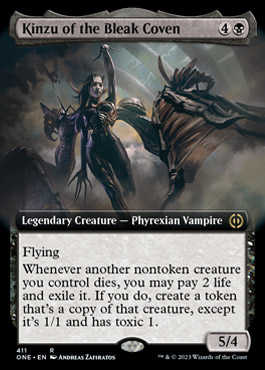 Kinzu of the Bleak Coven 4
Legendary Creature — Phyrexian Vampire
Flying
Whenever another nontoken creature
you control dies, you may pay 2 life
and exile it. If you do, create a token
that's a copy of that creature, except
it's 1/1 and has toxic 1.
5/4
411 R
ONE • EN ANDREAS ZAFIRATOS ™ & © 2023 Wizards of the Coast